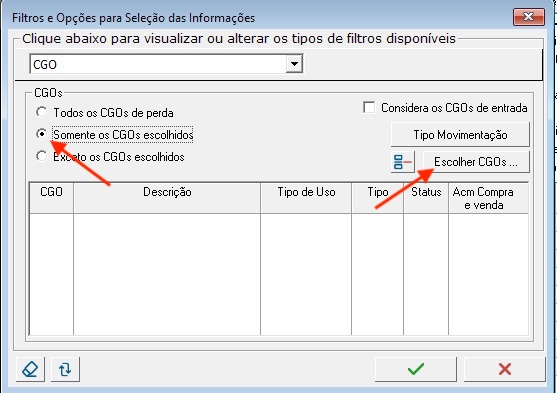 Filtros e Opções para Seleção das Informações
Clique abaixo para visualizar ou alterar os tipos de filtros disponíveis
CGO
CGOs
Todos os CGOs de perda
Considera os CGOs de entrada
Somente os CGOs escolhidos
Tipo Movimentação
Exceto os CGOs escolhidos
Escolher CGOs ...
CGO Descrição Tipo de Uso Tipo Status Acm Compra
e venda